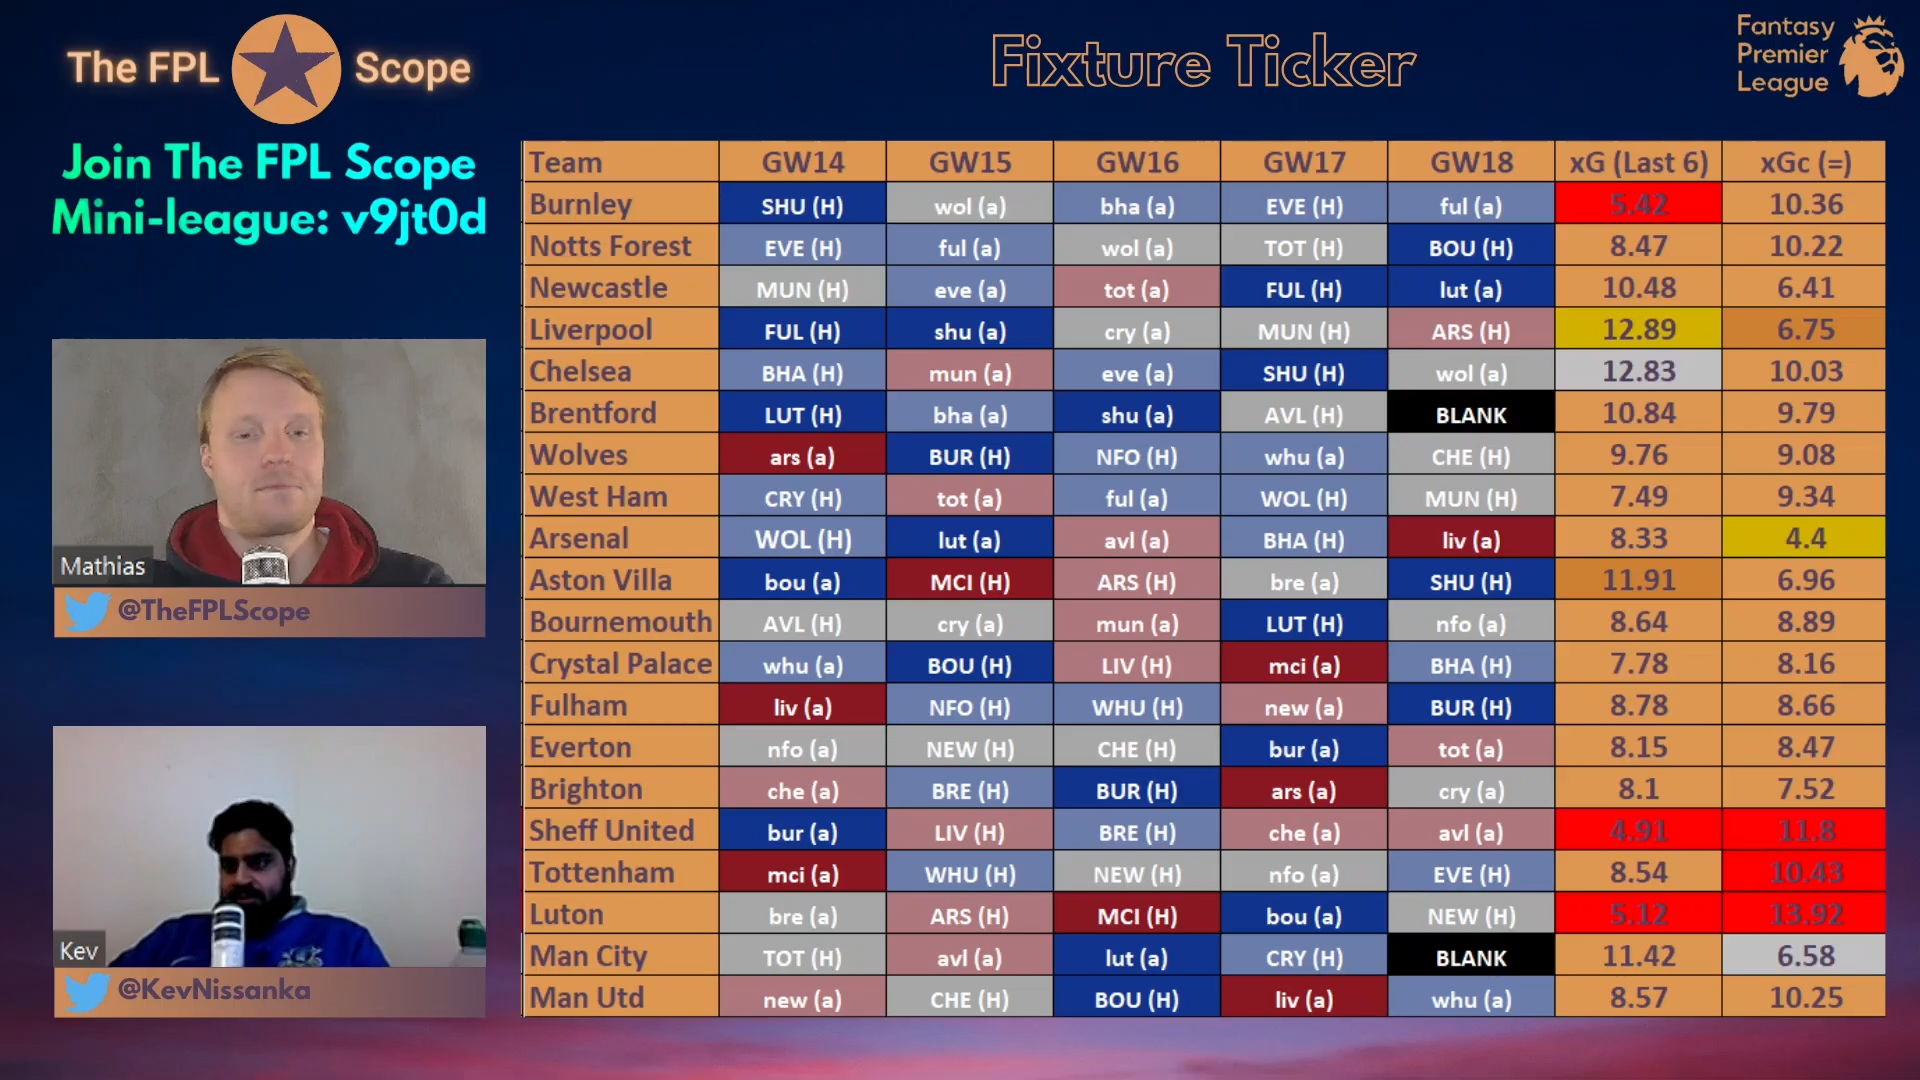 The FPL Scope
Join The FPL Scope
Mini-league: v9jt0d
Fixture Ticker
Fantasy
Premier
League
Team GW14 GW15 GW16 GW17 GW18 xG (Last 6) xGc (=)
Burnley SHU (H) wol (a) bha (a) EVE (H) ful (a) 5.42 10.36
Notts Forest EVE (H) ful (a) wol (a) TOT (H) BOU (H) 8.47 10.22
Newcastle MUN (H) eve (a) tot (a) FUL (H) lut (a) 10.48 6.41
Liverpool FUL (H) shu (a) cry (a) MUN (H) ARS (H) 12.89 6.75
Chelsea BHA (H) mun (a) eve (a) SHU (H) wol (a) 12.83 10.03
Brentford LUT (H) bha (a) shu (a) AVL (H) BLANK 10.84 9.79
Wolves ars (a) BUR (H) NFO (H) whu (a) CHE (H) 9.76 9.08
West Ham CRY (H) tot (a) ful (a) WOL (H) MUN (H) 7.49 9.34
Arsenal WOL (H) lut (a) avl (a) BHA (H) liv (a) 8.33 4.4
Aston Villa bou (a) MCI (H) ARS (H) bre (a) SHU (H) 11.91 6.96
Bournemouth AVL (H) cry (a) mun (a) LUT (H) nfo (a) 8.64 8.89
Crystal Palace whu (a) BOU (H) LIV (H) mci (a) BHA (H) 7.78 8.16
Fulham liv (a) NFO (H) WHU (H) new (a) BUR (H) 8.78 8.66
Everton nfo (a) NEW (H) CHE (H) bur (a) tot (a) 8.15 8.47
Brighton che (a) BRE (H) BUR (H) ars (a) cry (a) 8.1 7.52
Sheff United bur (a) LIV (H) BRE (H) che (a) avl (a) 4.91 11.8
Tottenham mci (a) WHU (H) NEW (H) nfo (a) EVE (H) 8.54 10.43
Luton bre (a) ARS (H) MCI (H) bou (a) NEW (H) 5.12 13.92
Man City TOT (H) avl (a) lut (a) CRY (H) BLANK 11.42 6.58
Man Utd new (a) CHE (H) BOU (H) liv (a) whu (a) 8.57 10.25
Mathias
@TheFPLScope
Kev
@KevNissanka